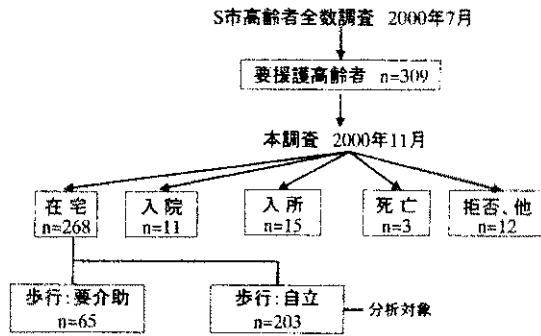 S市高齢者全数調査 2000年7月
要援護高齢者 n=309
本調査 2000年11月
在宅
n=268
入院
n=11
入所
n=15
死亡
n=3
拒否、他
n=12
歩行:要介助
n=65
歩行:自立
n=203
分析対象